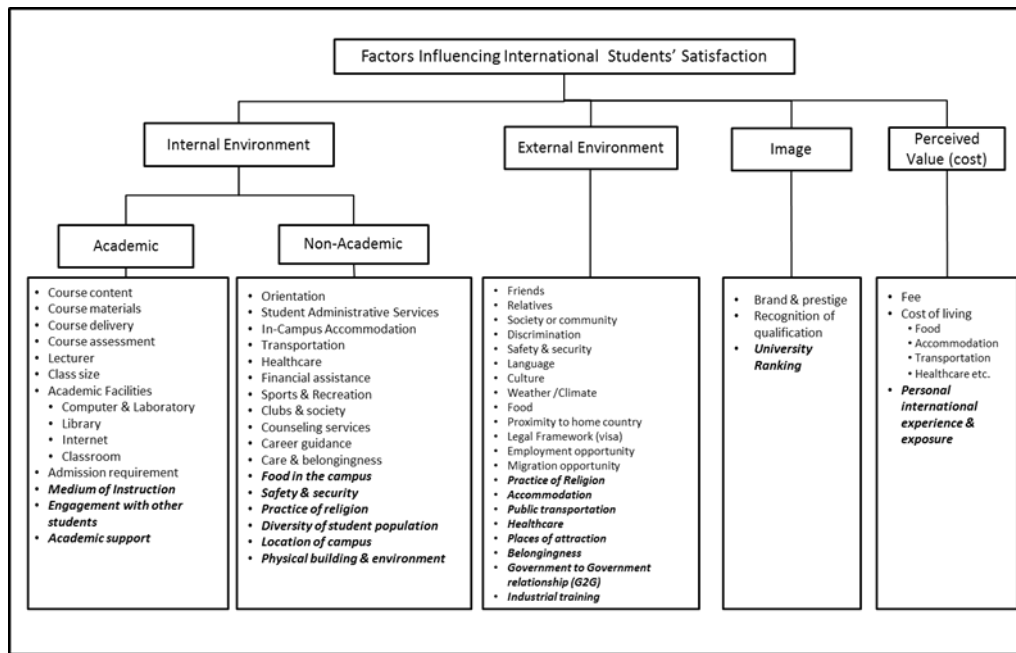 Factors Influencing International Students' Satisfaction
Internal Environment
External Environment
Image
Perceived
Value (cost)
Academic
Non-Academic
• Course content
• Course materials
• Course delivery
• Course assessment
• Lecturer
• Class size
• Academic Facilities
• Computer & Laboratory
• Library
• Internet
• Classroom
• Admission requirement
• Medium of Instruction
• Engagement with other
students
• Academic support
• Orientation
• Student Administrative Services
• In-Campus Accommodation
• Transportation
• Healthcare
• Financial assistance
• Sports & Recreation
• Clubs & society
• Counseling services
• Career guidance
• Care & belongingness
• Food in the campus
• Safety & security
• Practice of religion
• Diversity of student population
• Location of campus
• Physical building & environment
• Friends
• Relatives
• Society or community
• Discrimination
• Safety & security
• Language
• Culture
• Weather /Climate
• Food
• Proximity to home country
• Legal Framework (visa)
• Employment opportunity
• Migration opportunity
• Practice of Religion
• Accommodation
• Public transportation
• Healthcare
• Places of attraction
• Belongingness
• Government to Government
relationship (G2G)
• Industrial training
• Brand & prestige
• Recognition of
qualification
• University
Ranking
• Fee
• Cost of living
• Food
• Accommodation
• Transportation
• Healthcare etc.
• Personal
international
experience &
exposure